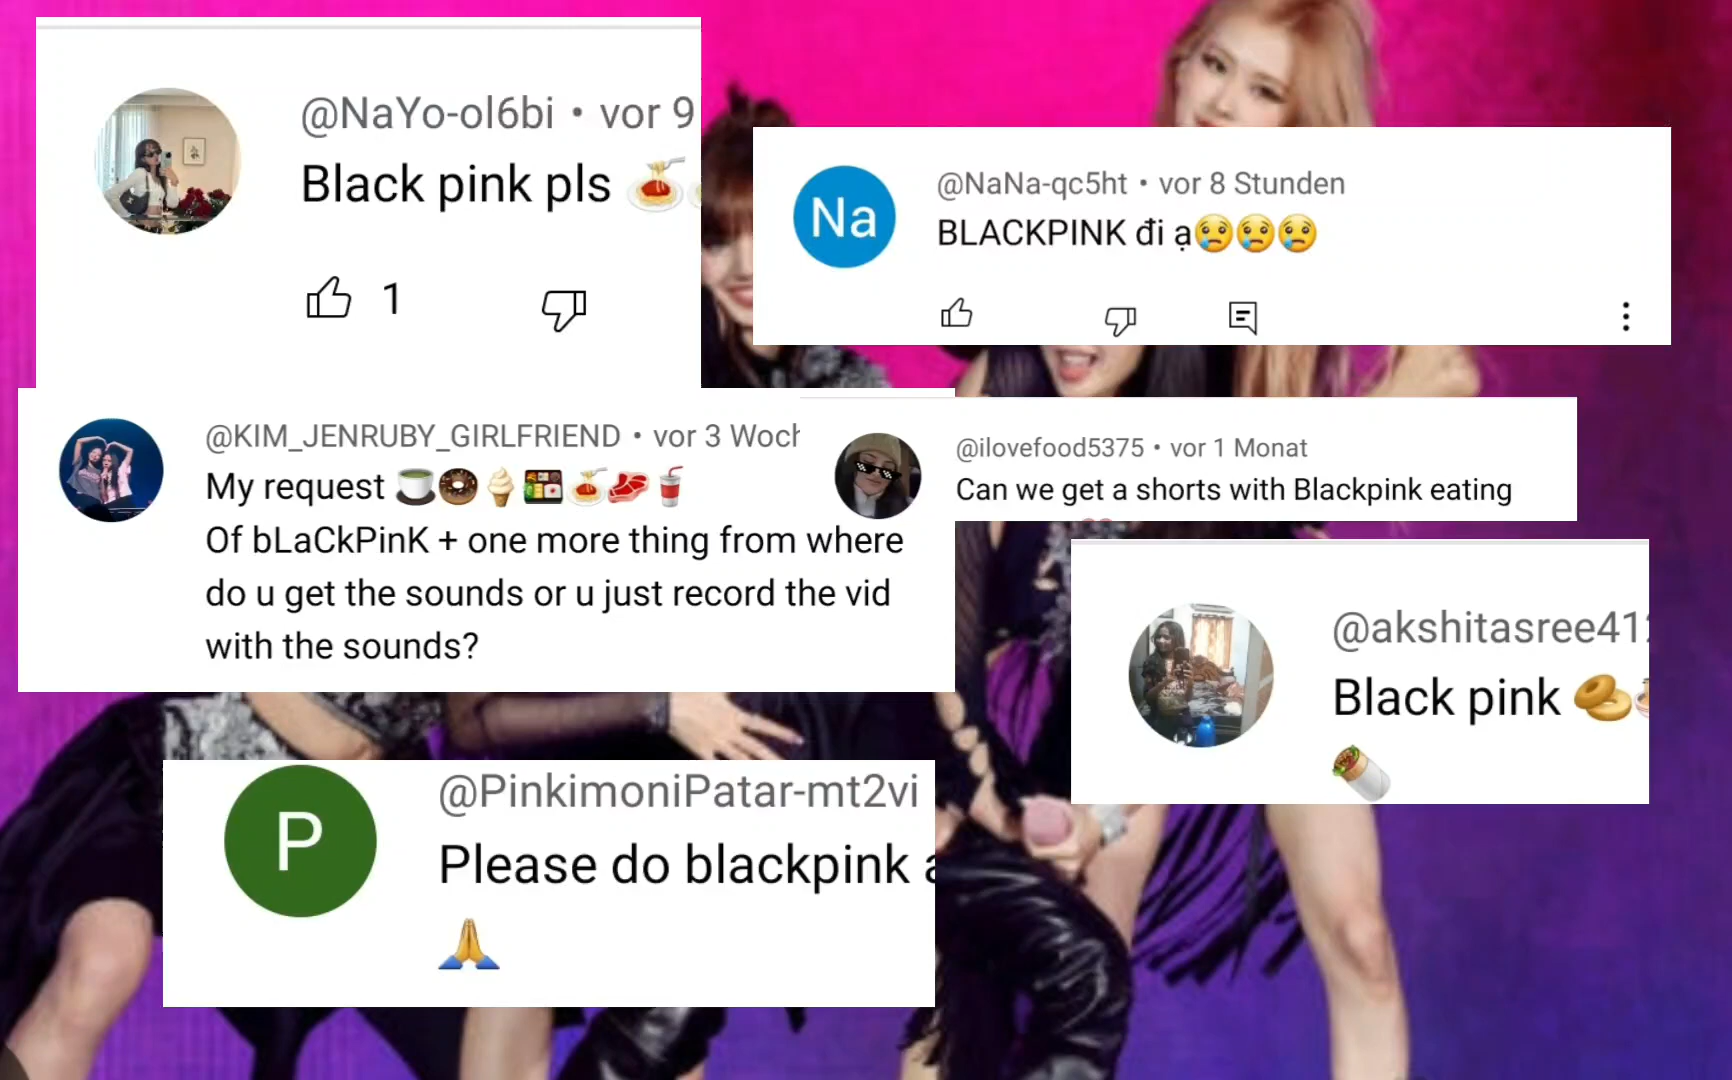 @NaYo-ol6bi • vor 9
Black pink pls 🍝
1
Na
@NaNa-qc5ht • vor 8 Stunden
BLACKPINK đi ạ😢😢😢
@KIM_JENRUBY_GIRLFRIEND • vor 3 Woch
My request 🍵🍩🍦🍱🍝🥩🥤
Of bLaCkPinK + one more thing from where
do u get the sounds or u just record the vid
with the sounds?
@ilovefood5375 • vor 1 Monat
Can we get a shorts with Blackpink eating
@akshitasree412
Black pink 🥯
🌯
P
@PinkimoniPatar-mt2vi
Please do blackpink a
🙏